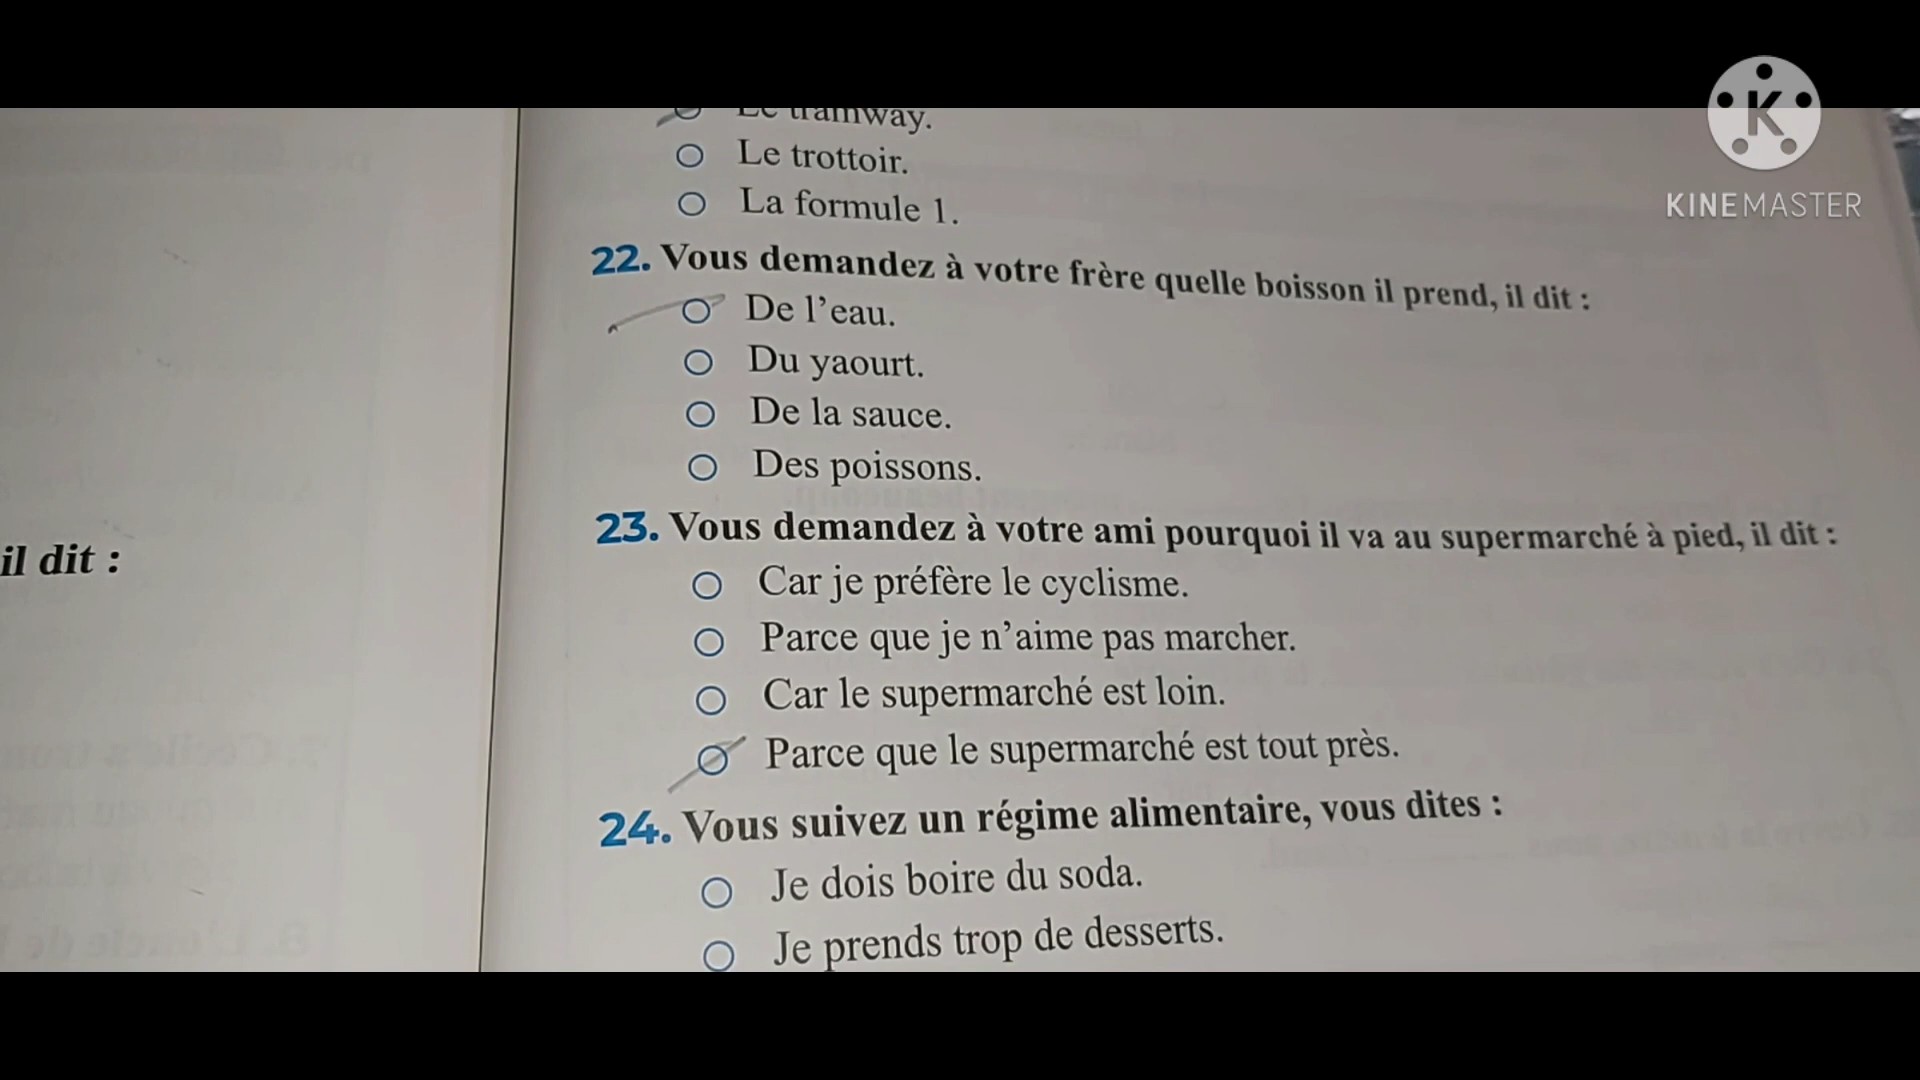 Le tramway.
Le trottoir.
La formule 1.
22. Vous demandez à votre frère quelle boisson il prend, il dit :
De l'eau.
Du yaourt.
De la sauce.
Des poissons.
23. Vous demandez à votre ami pourquoi il va au supermarché à pied, il dit :
Car je préfère le cyclisme.
Parce que je n'aime pas marcher.
Car le supermarché est loin.
Parce que le supermarché est tout près.
24. Vous suivez un régime alimentaire, vous dites :
Je dois boire du soda.
Je prends trop de desserts.
il dit :
K
KINEMASTER